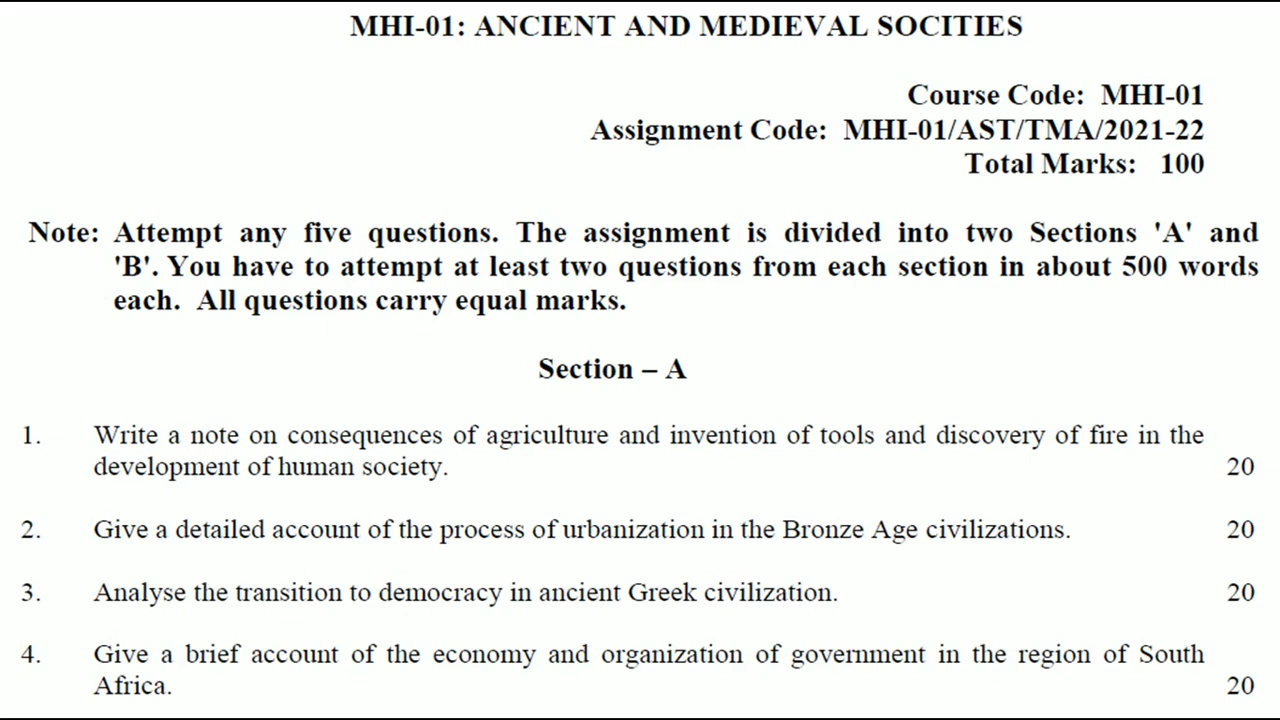 MHI-01: ANCIENT AND MEDIEVAL SOCITIES
Course Code: MHI-01
Assignment Code: MHI-01/AST/TMA/2021-22
Total Marks: 100
Note: Attempt any five questions. The assignment is divided into two Sections 'A' and
'B'. You have to attempt at least two questions from each section in about 500 words
each. All questions carry equal marks.
Section – A
1. Write a note on consequences of agriculture and invention of tools and discovery of fire in the
development of human society. 20
2. Give a detailed account of the process of urbanization in the Bronze Age civilizations. 20
3. Analyse the transition to democracy in ancient Greek civilization. 20
4. Give a brief account of the economy and organization of government in the region of South
Africa. 20